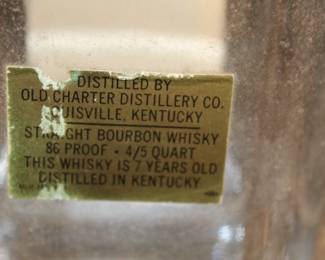 DISTILLED BY
OLD CHARTER DISTILLERY CO.
LOUISVILLE, KENTUCKY
STRAIGHT BOURBON WHISKY
86 PROOF • 4/5 QUART
THIS WHISKY IS 7 YEARS OLD
DISTILLED IN KENTUCKY